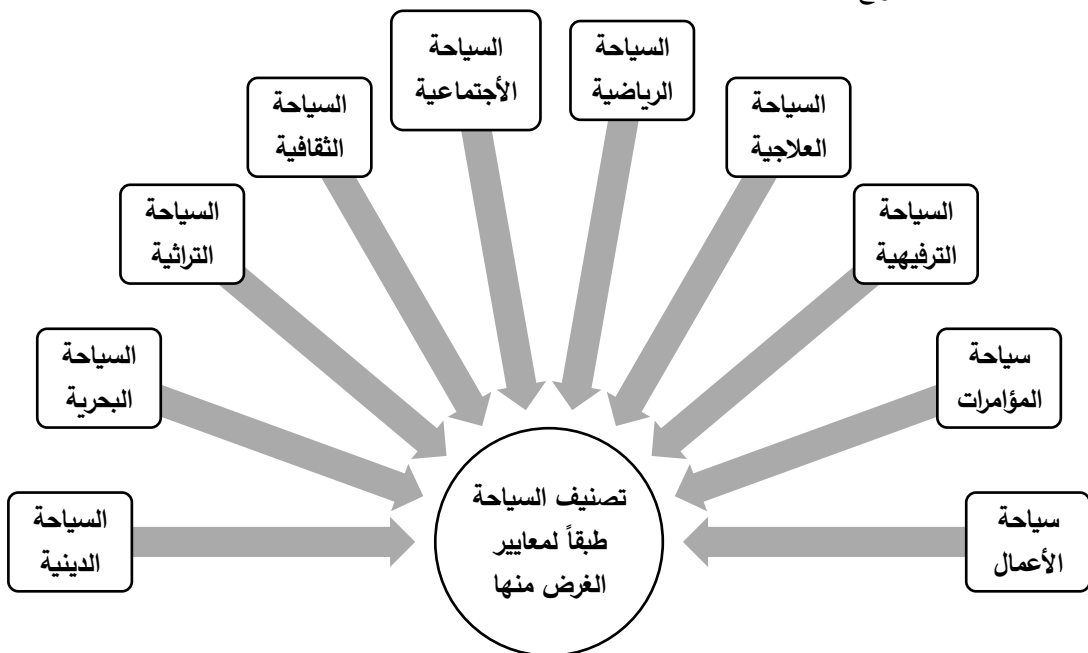 السياحة
الرياضية
السياحة
الأجتماعية
السياحة
العلاجية
السياحة
الثقافية
السياحة
الترفيهية
السياحة
التراثية
سياحة
المؤامرات
السياحة
البحرية
سياحة
الأعمال
السياحة
الدينية
تصنيف السياحة
طبقاً لمعايير
الغرض منها